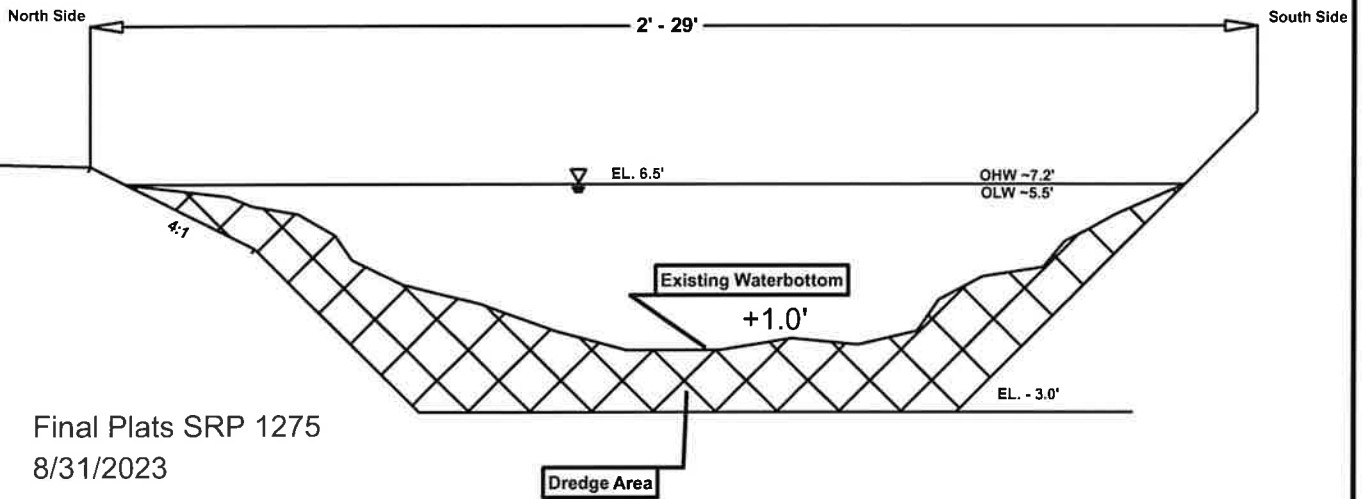 North Side
2' - 29'
South Side
EL. 6.5'
OHW ~7.2'
OLW ~5.5'
4:1
Existing Waterbottom
+1.0'
EL. - 3.0'
Final Plats SRP 1275
8/31/2023
Dredge Area